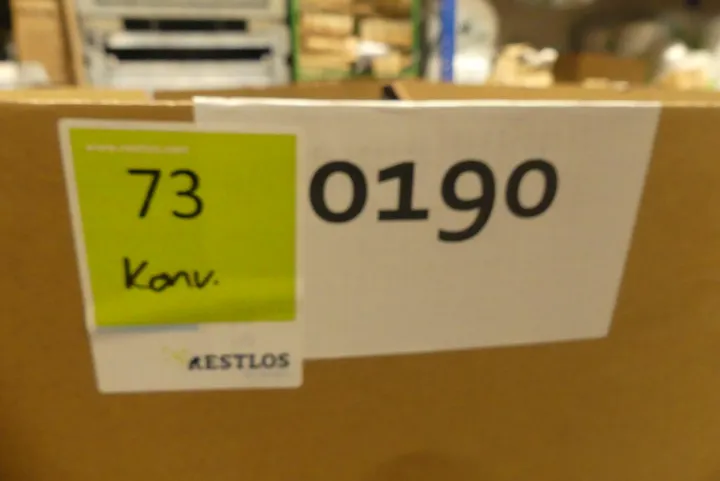 73
Konv.
RESTLOS
0190